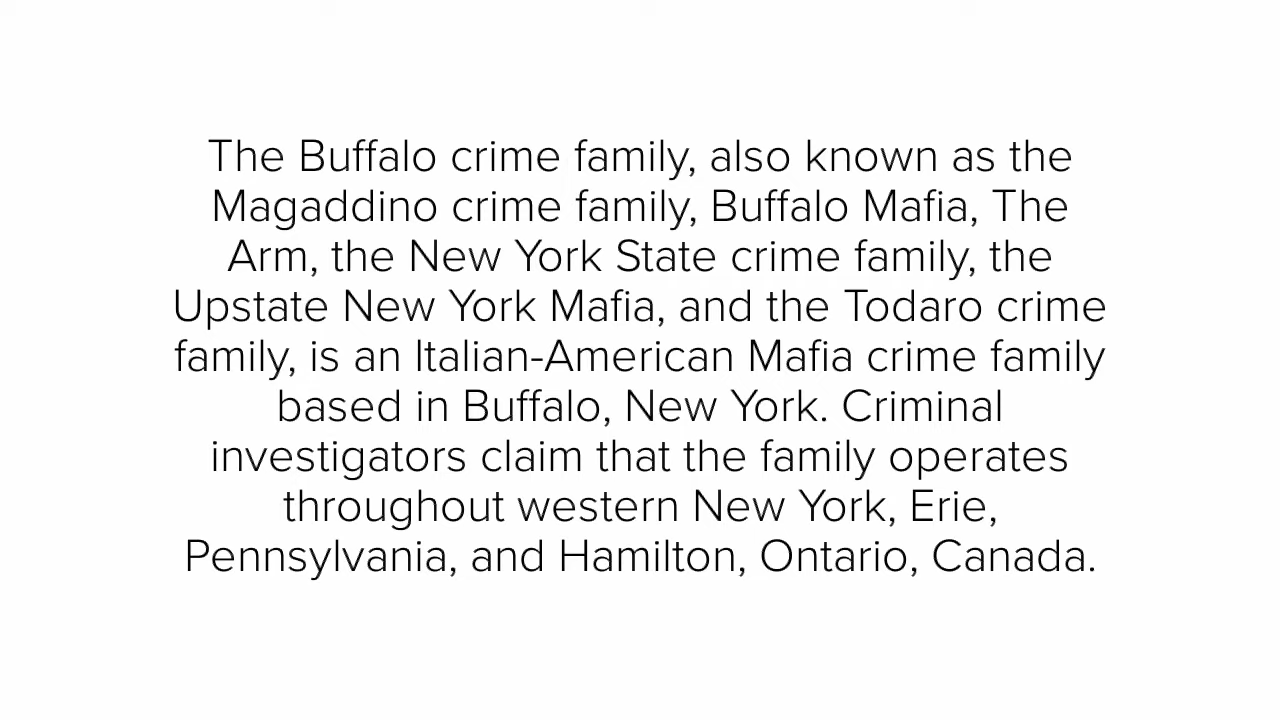 The Buffalo crime family, also known as the
Magaddino crime family, Buffalo Mafia, The
Arm, the New York State crime family, the
Upstate New York Mafia, and the Todaro crime
family, is an Italian-American Mafia crime family
based in Buffalo, New York. Criminal
investigators claim that the family operates
throughout western New York, Erie,
Pennsylvania, and Hamilton, Ontario, Canada.